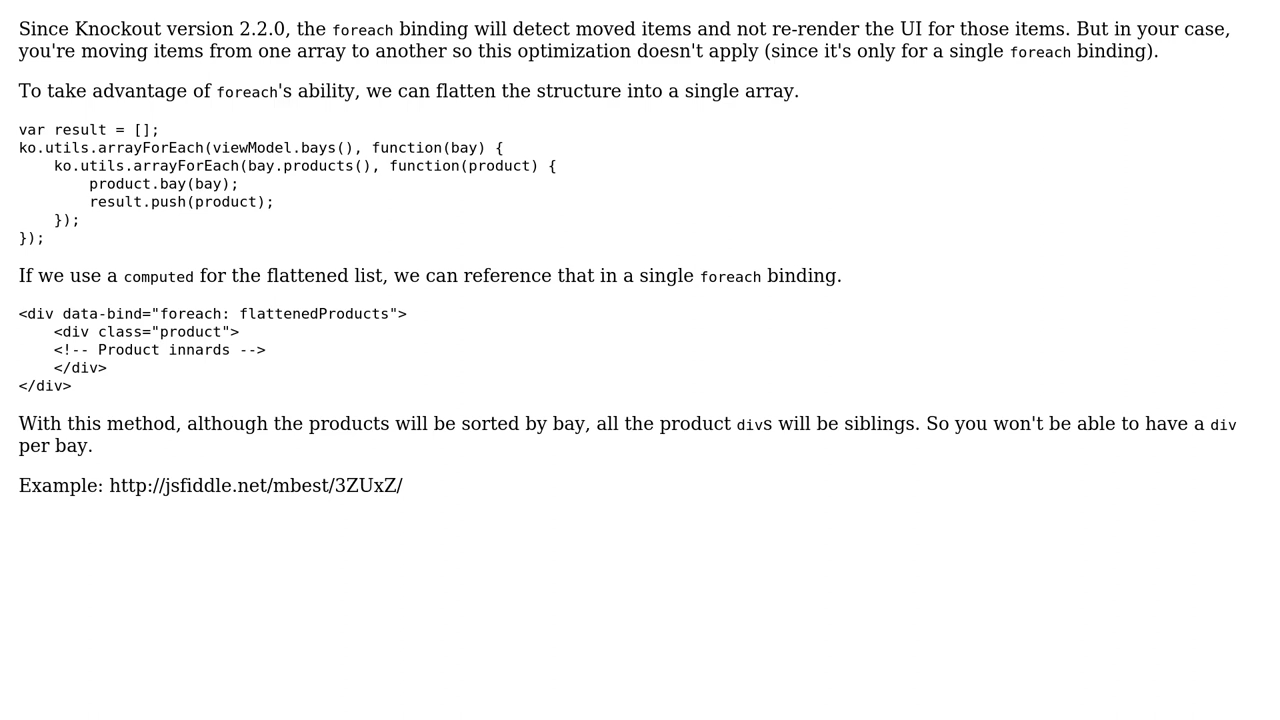 Since Knockout version 2.2.0, the foreach binding will detect moved items and not re-render the UI for those items. But in your case,
you're moving items from one array to another so this optimization doesn't apply (since it's only for a single foreach binding).
To take advantage of foreach's ability, we can flatten the structure into a single array.
var result = [];
ko.utils.arrayForEach(viewModel.bays(), function(bay) {
    ko.utils.arrayForEach(bay.products(), function(product) {
        product.bay(bay);
        result.push(product);
    });
});
If we use a computed for the flattened list, we can reference that in a single foreach binding.
<div data-bind="foreach: flattenedProducts">
    <div class="product">
    <!-- Product innards -->
    </div>
</div>
With this method, although the products will be sorted by bay, all the product divs will be siblings. So you won't be able to have a div
per bay.
Example: http://jsfiddle.net/mbest/3ZUxZ/